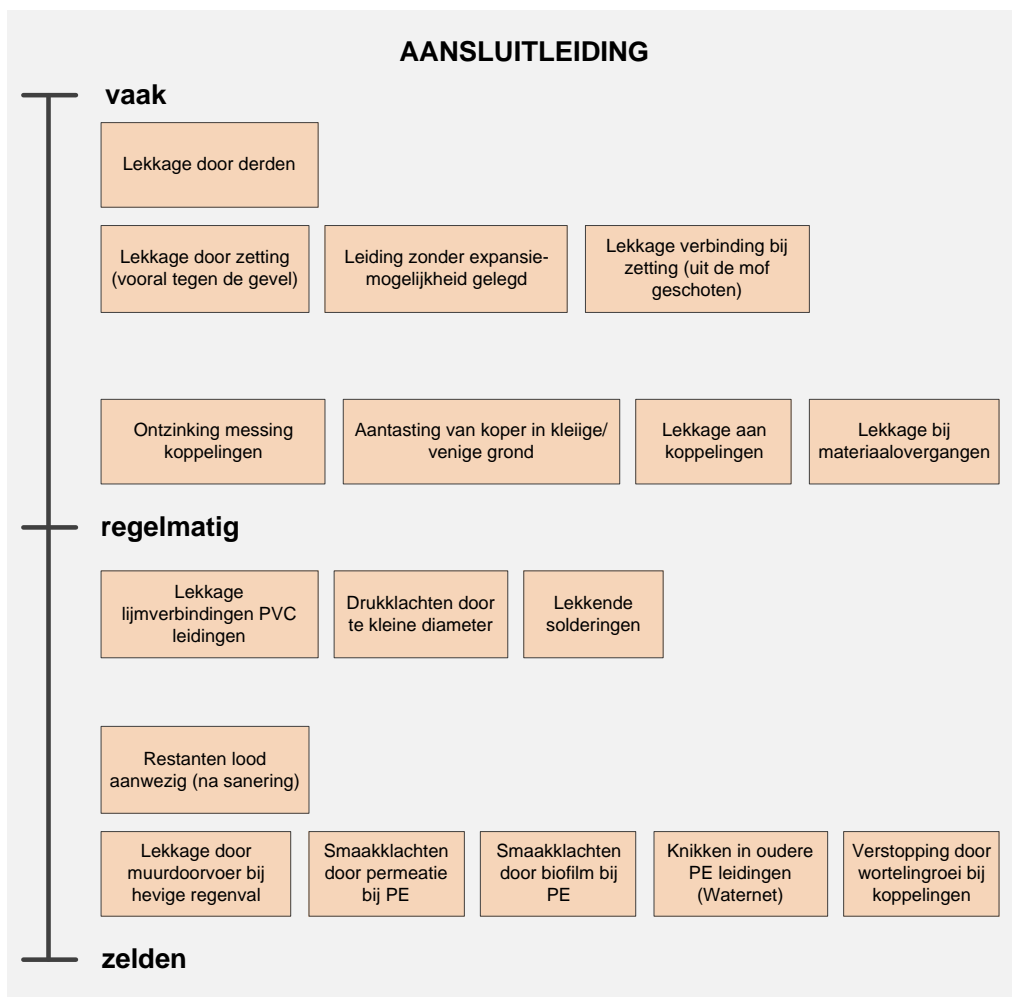 AANSLUITLEIDING
vaak
Lekkage door derden
Lekkage door zetting
(vooral tegen de gevel)
Leiding zonder expansie-
mogelijkheid gelegd
Lekkage verbinding bij
zetting (uit de mof
geschoten)
Ontzinking messing
koppelingen
Aantasting van koper in kleiige/
venige grond
Lekkage aan
koppelingen
Lekkage bij
materiaalovergangen
regelmatig
Lekkage
lijmverbindingen PVC
leidingen
Drukklachten door
te kleine diameter
Lekkende
solderingen
Restanten lood
aanwezig (na sanering)
Lekkage door
muurdoorvoer bij
hevige regenval
Smaakklachten
door permeatie
bij PE
Smaakklachten
door biofilm bij
PE
Knikken in oudere
PE leidingen
(Waternet)
Verstopping door
wortelingroei bij
koppelingen
zelden